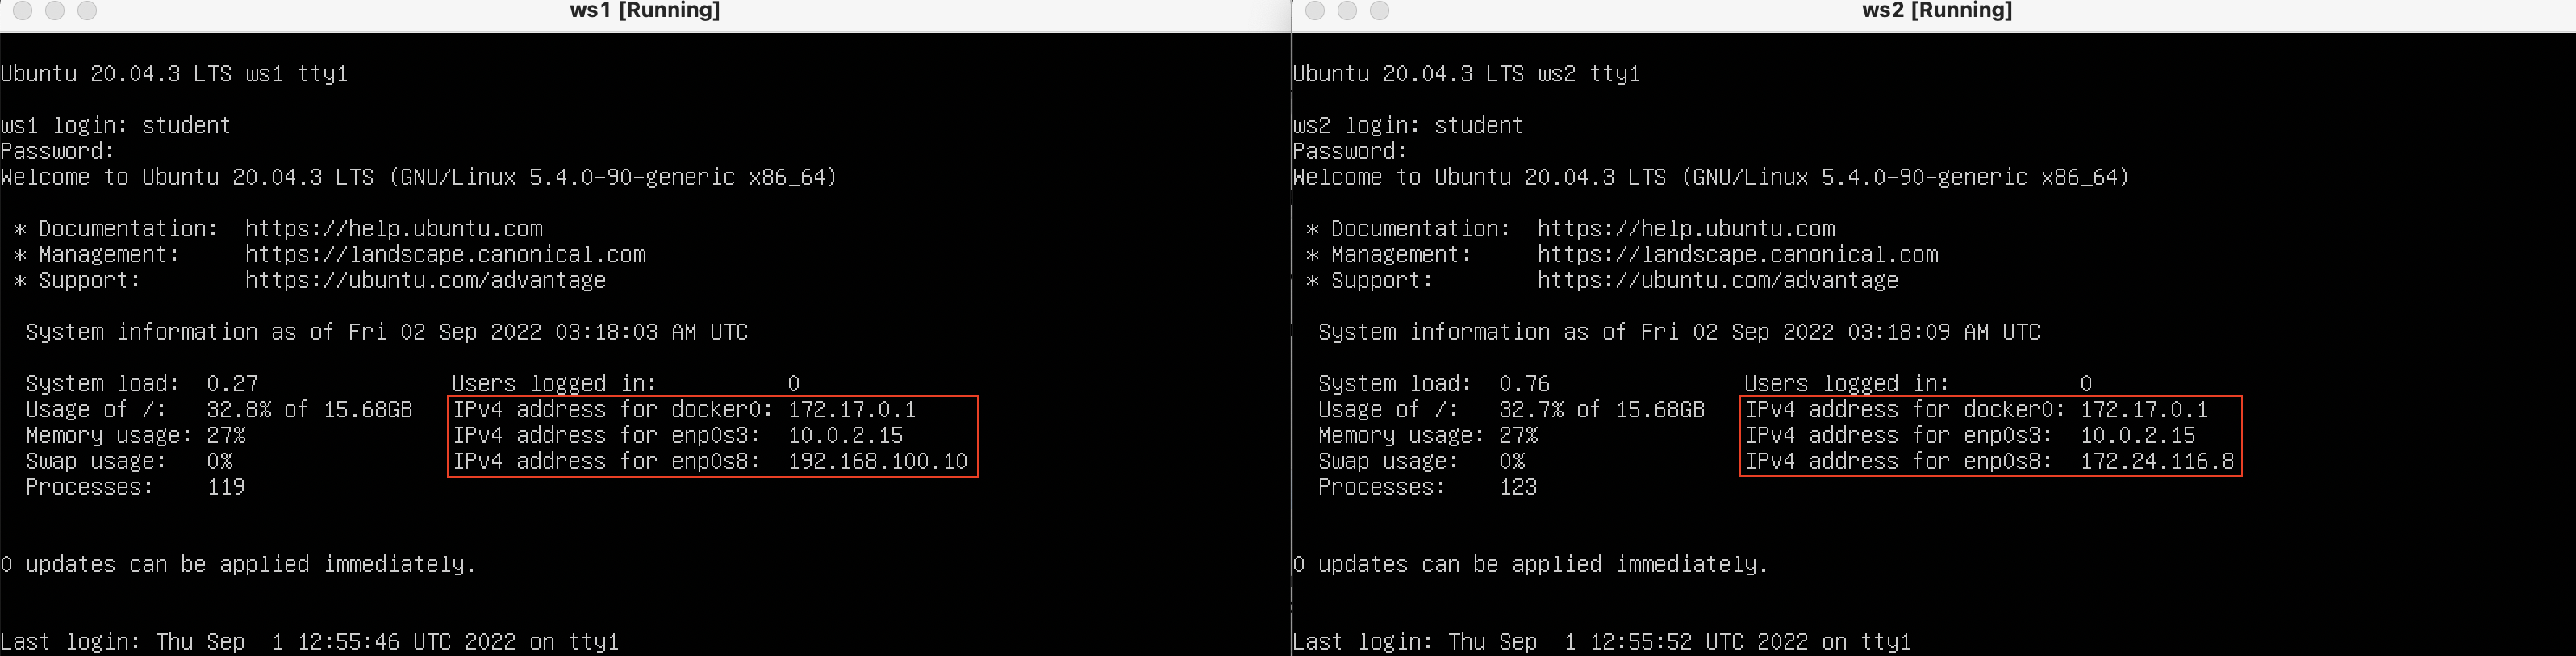 ws1 [Running]
Ubuntu 20.04.3 LTS ws1 tty1
ws1 login: student
Password:
Welcome to Ubuntu 20.04.3 LTS (GNU/Linux 5.4.0-90-generic x86_64)
* Documentation:  https://help.ubuntu.com
* Management:     https://landscape.canonical.com
* Support:        https://ubuntu.com/advantage
System information as of Fri 02 Sep 2022 03:18:03 AM UTC
System load:  0.27               Users logged in:          0
Usage of /:   32.8% of 15.68GB   IPv4 address for docker0: 172.17.0.1
Memory usage: 27%                IPv4 address for enp0s3:  10.0.2.15
Swap usage:   0%                 IPv4 address for enp0s8:  192.168.100.10
Processes:    119
0 updates can be applied immediately.
Last login: Thu Sep  1 12:55:46 UTC 2022 on tty1
ws2 [Running]
Ubuntu 20.04.3 LTS ws2 tty1
ws2 login: student
Password:
Welcome to Ubuntu 20.04.3 LTS (GNU/Linux 5.4.0-90-generic x86_64)
* Documentation:  https://help.ubuntu.com
* Management:     https://landscape.canonical.com
* Support:        https://ubuntu.com/advantage
System information as of Fri 02 Sep 2022 03:18:09 AM UTC
System load:  0.76               Users logged in:          0
Usage of /:   32.7% of 15.68GB   IPv4 address for docker0: 172.17.0.1
Memory usage: 27%                IPv4 address for enp0s3:  10.0.2.15
Swap usage:   0%                 IPv4 address for enp0s8:  172.24.116.8
Processes:    123
0 updates can be applied immediately.
Last login: Thu Sep  1 12:55:52 UTC 2022 on tty1